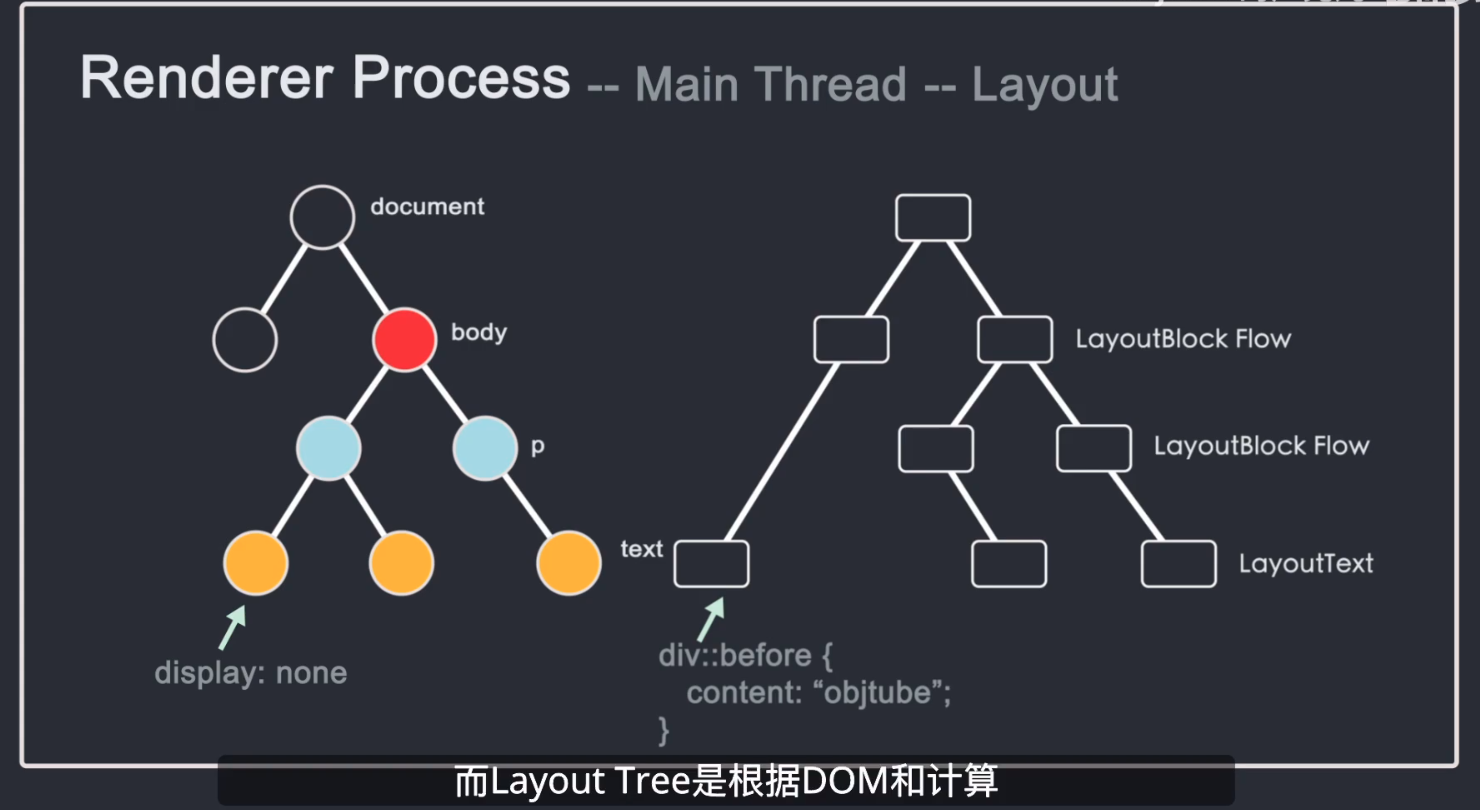 Renderer Process -- Main Thread -- Layout
document
body
LayoutBlock Flow
p
LayoutBlock Flow
text
LayoutText
display: none
div::before {
content: “objtube”;
}
而Layout Tree是根据DOM和计算